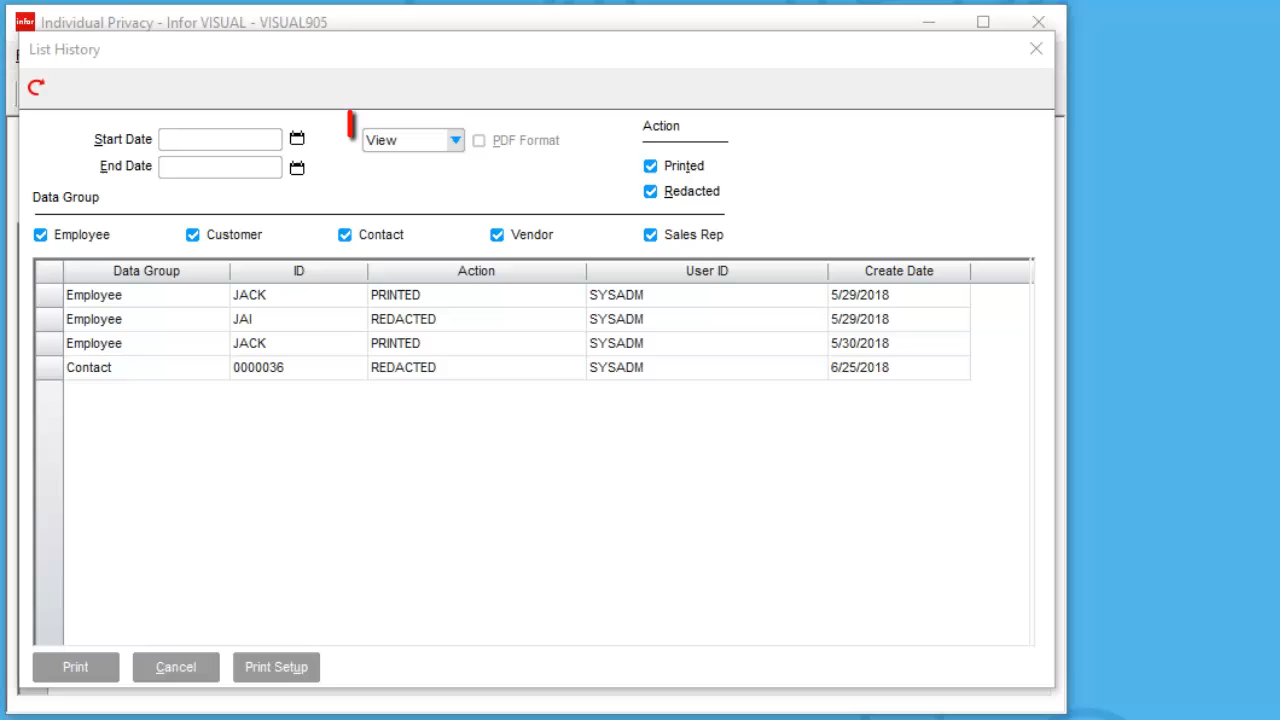 infor Individual Privacy - Infor VISUAL - VISUAL905
List History
Start Date
View
PDF Format
Action
End Date
Printed
Redacted
Data Group
Employee Customer Contact Vendor Sales Rep
Data Group ID Action User ID Create Date
Employee JACK PRINTED SYSADM 5/29/2018
Employee JAI REDACTED SYSADM 5/29/2018
Employee JACK PRINTED SYSADM 5/30/2018
Contact 0000036 REDACTED SYSADM 6/25/2018
Print Cancel Print Setup